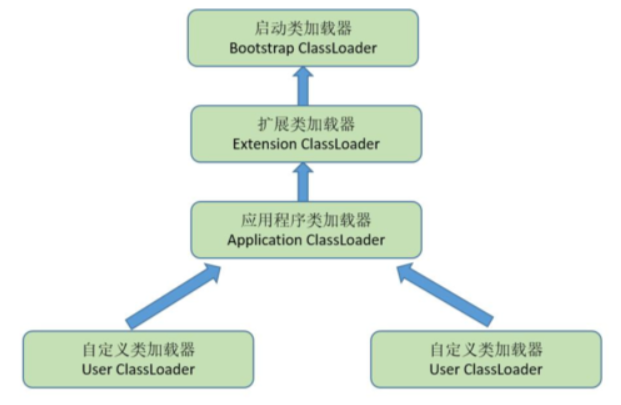 启动类加载器
Bootstrap ClassLoader
扩展类加载器
Extension ClassLoader
应用程序类加载器
Application ClassLoader
自定义类加载器
User ClassLoader
自定义类加载器
User ClassLoader